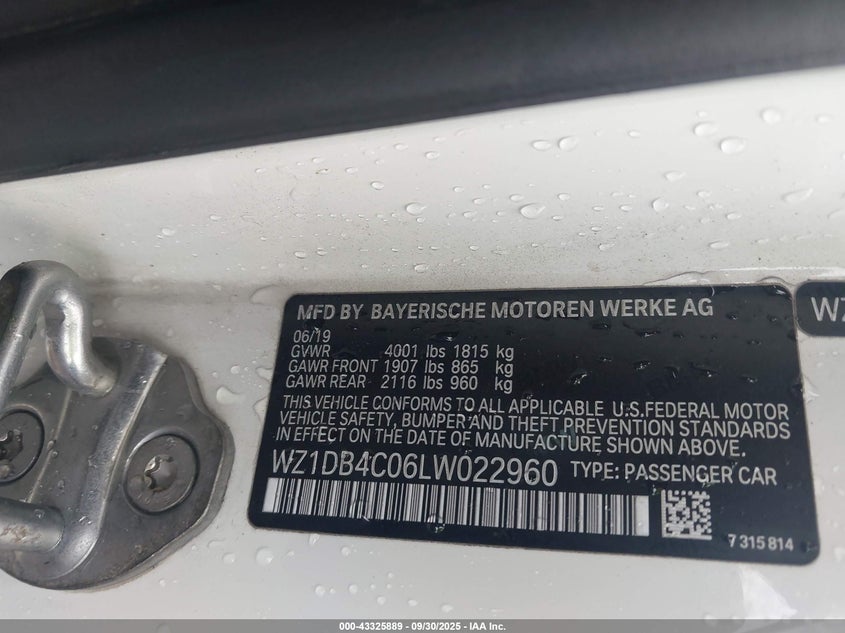 MFD BY BAYERISCHE MOTOREN WERKE AG
06/19
GVWR 4001 lbs 1815 kg
GAWR FRONT 1907 lbs 865 kg
GAWR REAR 2116 lbs 960 kg
THIS VEHICLE CONFORMS TO ALL APPLICABLE U.S.FEDERAL MOTOR
VEHICLE SAFETY, BUMPER AND THEFT PREVENTION STANDARDS
IN EFFECT ON THE DATE OF MANUFACTURE SHOWN ABOVE.
WZ1DB4C06LW022960 TYPE: PASSENGER CAR
7 315 814
WZ
000-43325889 - 09/30/2025 - IAA Inc.